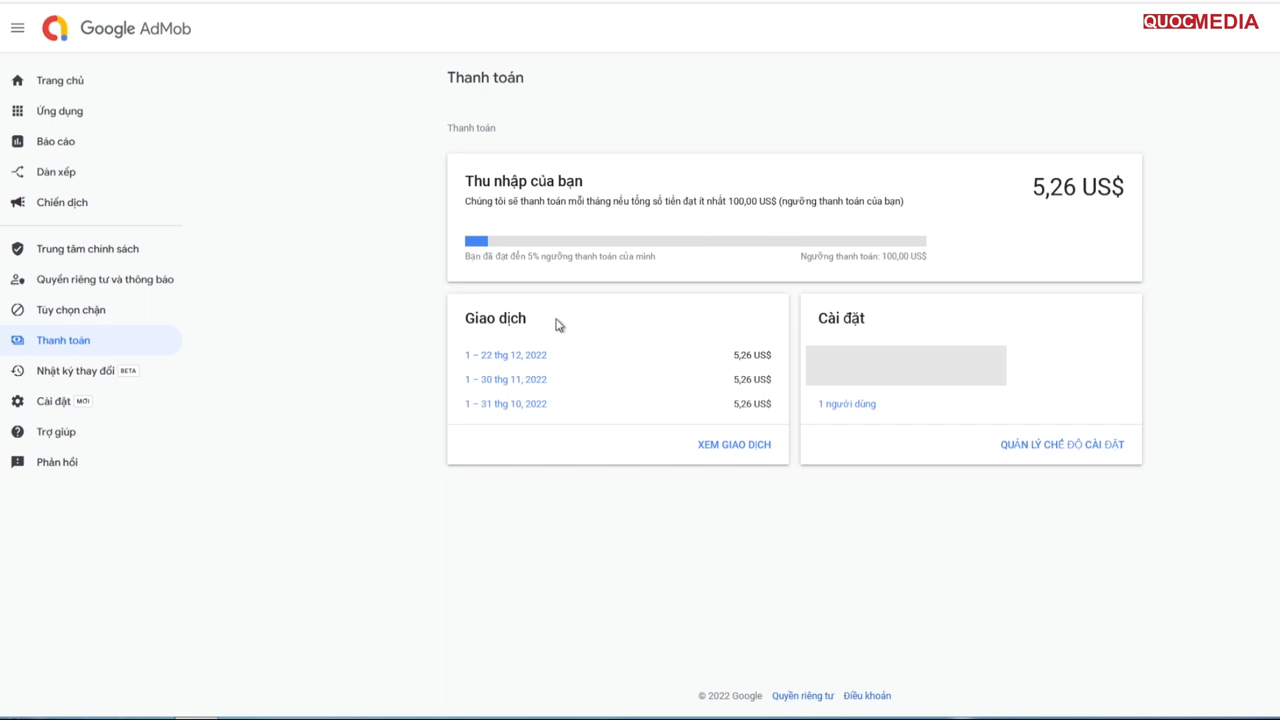 Google AdMob
QUOCMEDIA
Trang chủ
Ứng dụng
Báo cáo
Dàn xếp
Chiến dịch
Trung tâm chính sách
Quyền riêng tư và thông báo
Tùy chọn chặn
Thanh toán
Nhật ký thay đổi BETA
Cài đặt MỚI
Trợ giúp
Phản hồi
Thanh toán
Thanh toán
Thu nhập của bạn
5,26 US$
Chúng tôi sẽ thanh toán mỗi tháng nếu tổng số tiền đạt ít nhất 100,00 US$ (ngưỡng thanh toán của bạn)
Bạn đã đạt đến 5% ngưỡng thanh toán của mình
Ngưỡng thanh toán: 100,00 US$
Giao dịch
1 – 22 thg 12, 2022 5,26 US$
1 – 30 thg 11, 2022 5,26 US$
1 – 31 thg 10, 2022 5,26 US$
XEM GIAO DỊCH
Cài đặt
1 người dùng
QUẢN LÝ CHẾ ĐỘ CÀI ĐẶT
© 2022 Google Quyền riêng tư Điều khoản